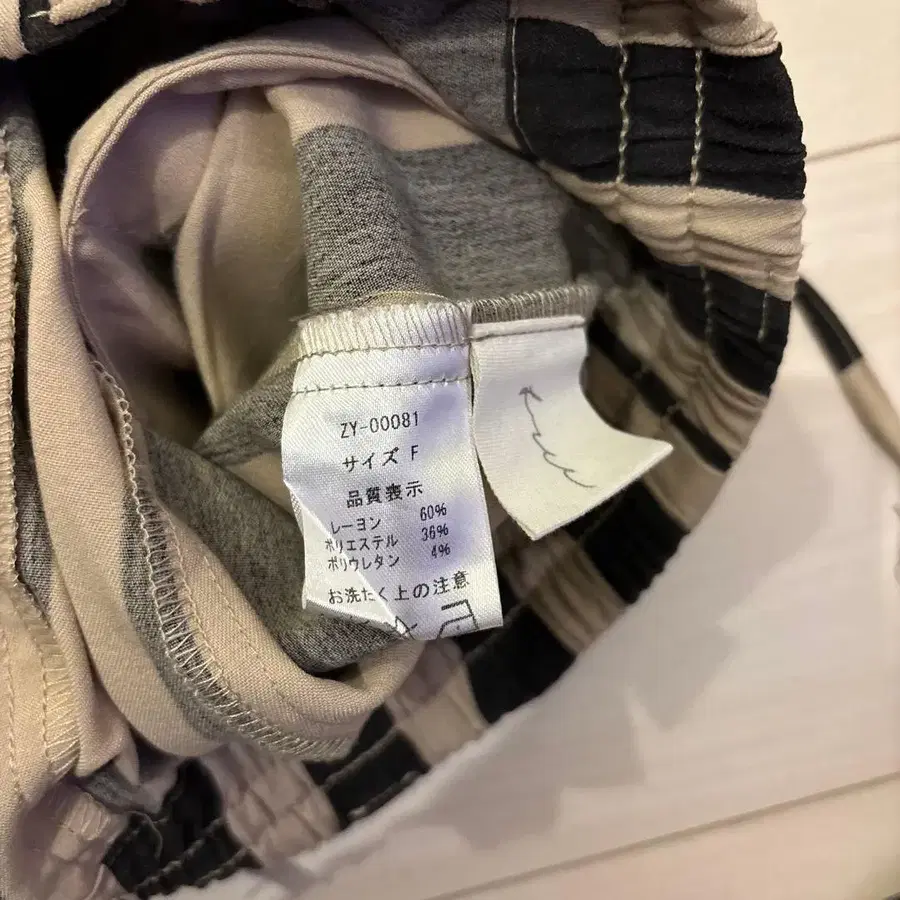 ZY-00081
サイズ F
品質表示
レーヨン 60%
ポリエステル 36%
ポリウレタン 4%
お洗たく上の注意